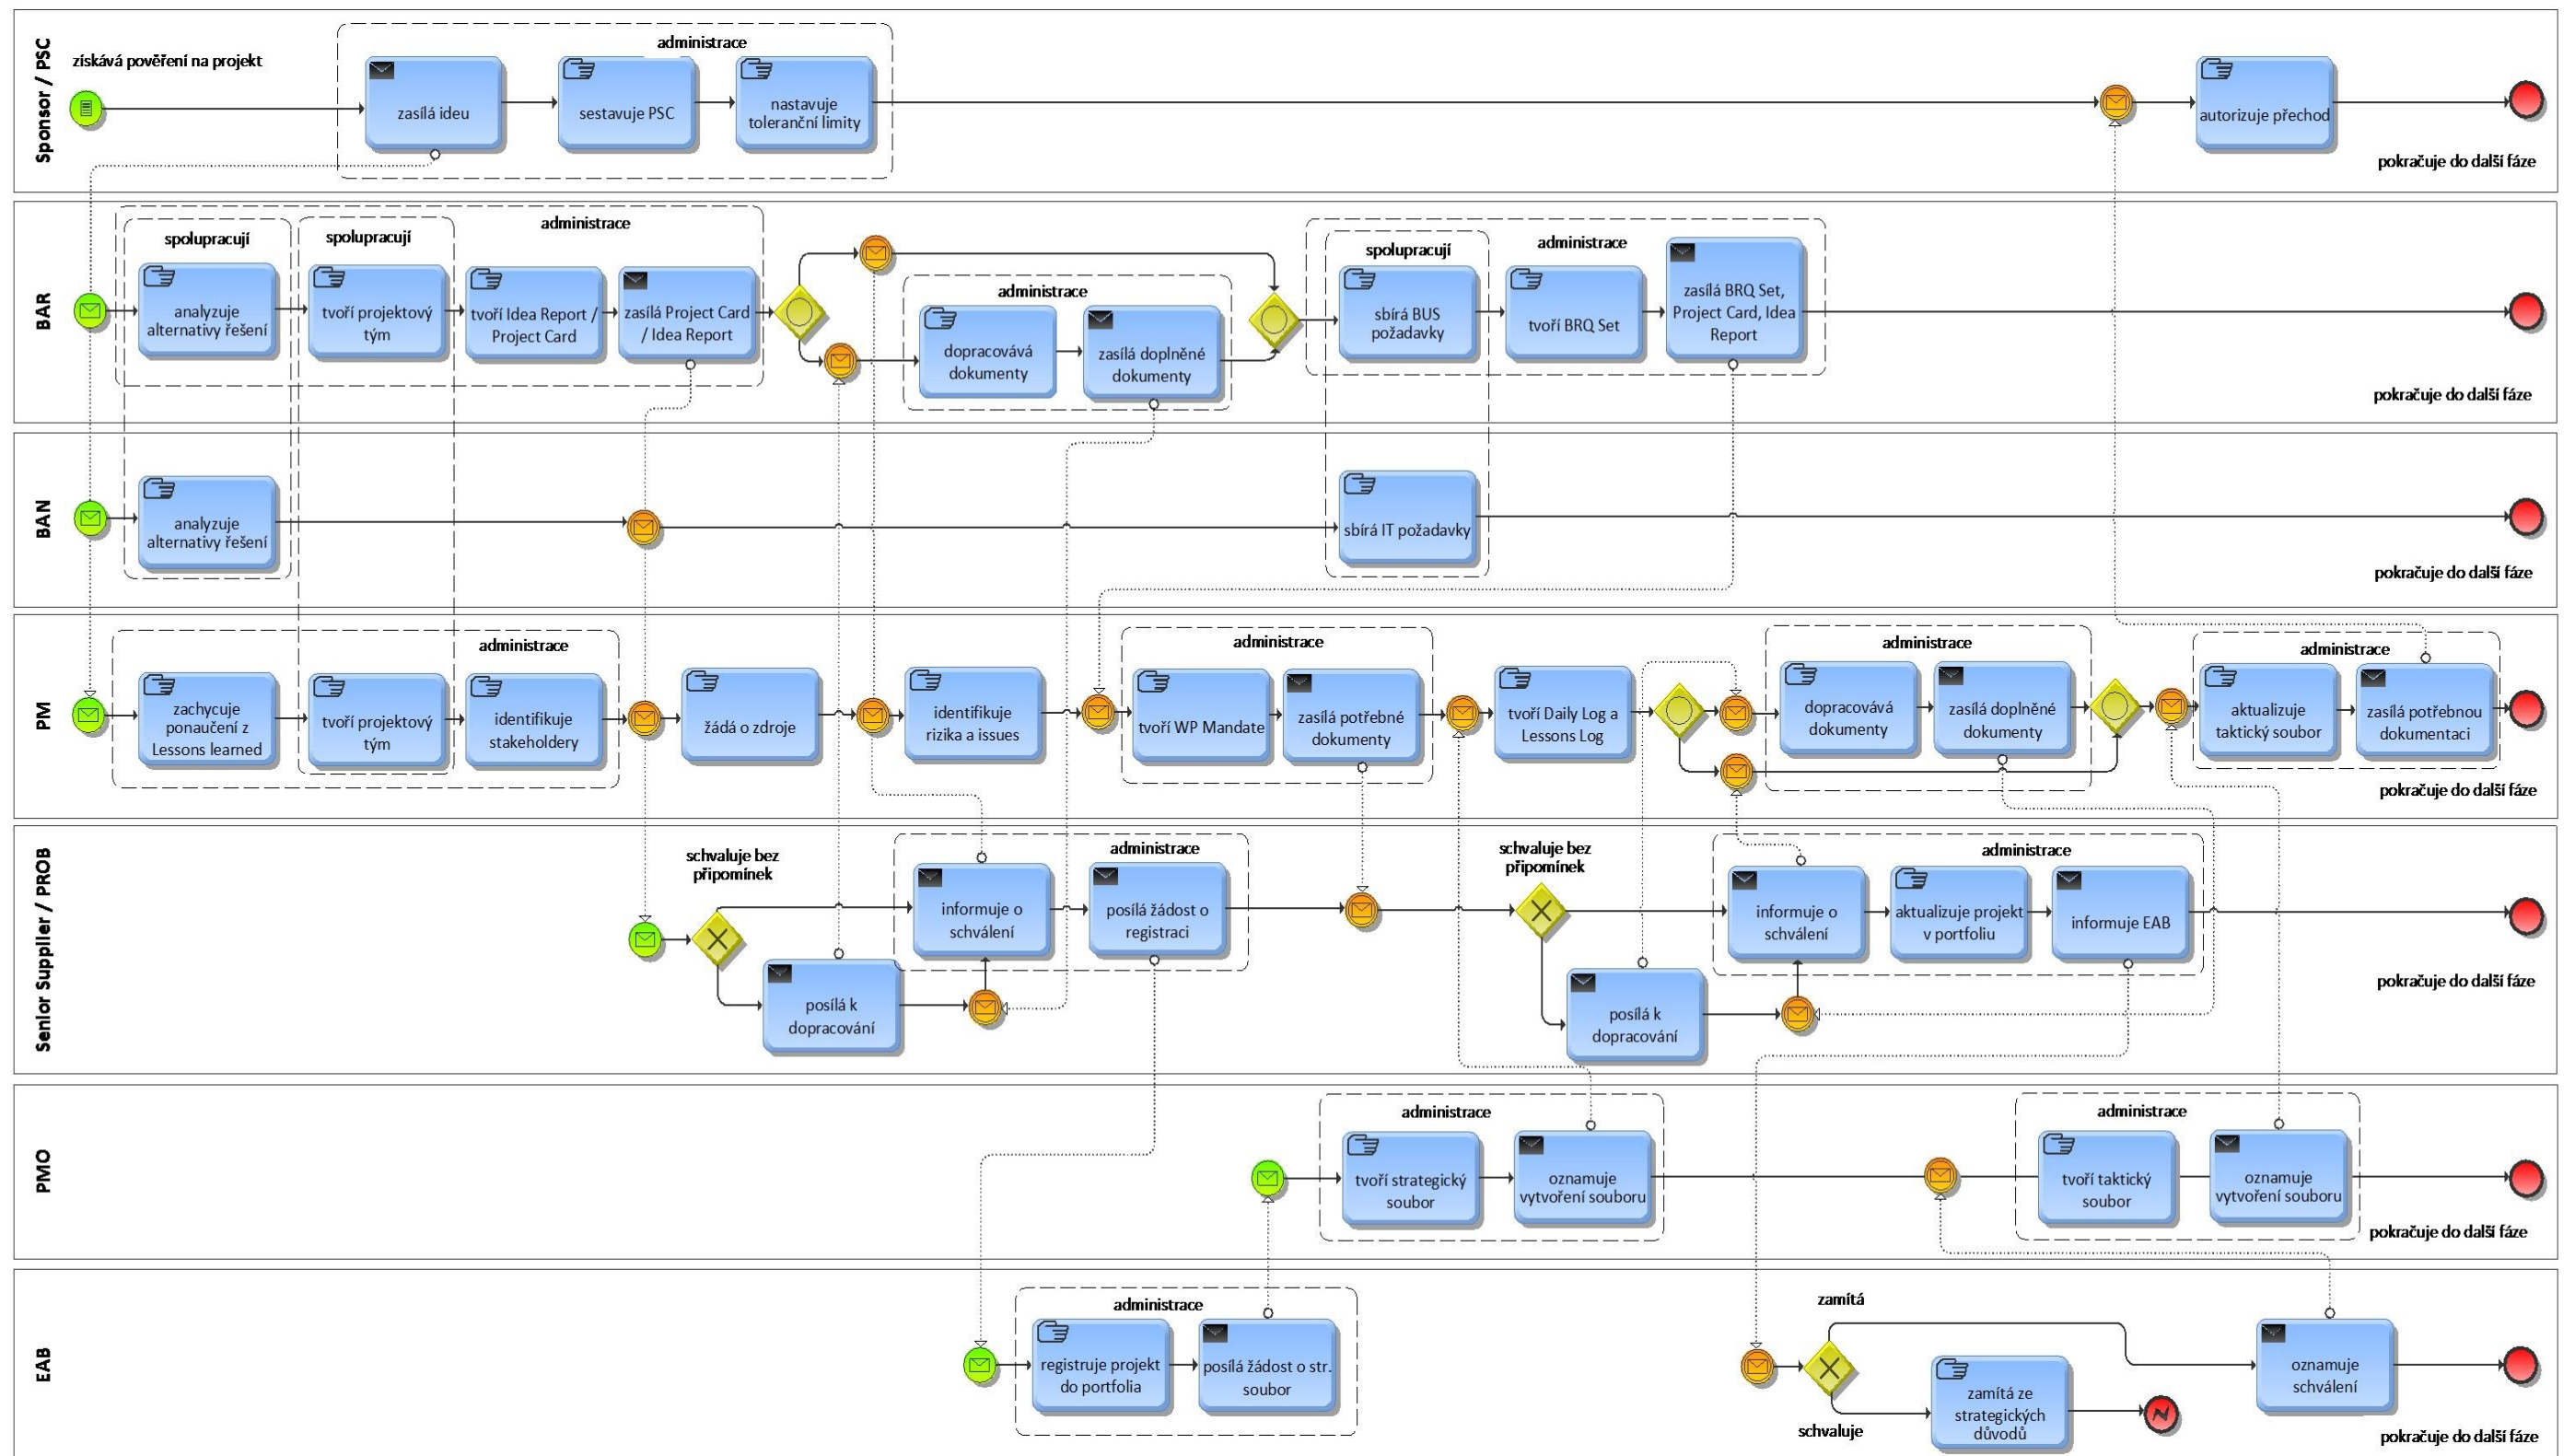 Sponsor / PSC
získává pověření na projekt
administrace
zasílá ideu
sestavuje PSC
nastavuje
toleranční limity
autorizuje přechod
pokračuje do další fáze
BAR
spolupracují
spolupracují
administrace
analyzuje
alternativy řešení
tvoří projektový
tým
tvoří Idea Report /
Project Card
zasílá Project Card
/ Idea Report
administrace
dopracovává
dokumenty
zasílá doplněné
dokumenty
spolupracují
administrace
sbírá BUS
požadavky
tvoří BRQ Set
zasílá BRQ Set,
Project Card, Idea
Report
pokračuje do další fáze
BAN
analyzuje
alternativy řešení
sbírá IT požadavky
pokračuje do další fáze
PM
administrace
zachycuje
ponaučení z
Lessons learned
tvoří projektový
tým
identifikuje
stakeholdery
žádá o zdroje
identifikuje
rizika a issues
administrace
tvoří WP Mandate
zasílá potřebné
dokumenty
tvoří Daily Log a
Lessons Log
administrace
dopracovává
dokumenty
zasílá doplněné
dokumenty
administrace
aktualizuje
taktický soubor
zasílá potřebnou
dokumentaci
pokračuje do další fáze
Senior Supplier / PROB
schvaluje bez
připomínek
administrace
informuje o
schválení
posílá žádost o
registraci
posílá k
dopracování
schvaluje bez
připomínek
administrace
informuje o
schválení
aktualizuje projekt
v portfoliu
informuje EAB
posílá k
dopracování
pokračuje do další fáze
PMO
administrace
tvoří strategický
soubor
oznamuje
vytvoření souboru
administrace
tvoří taktický
soubor
oznamuje
vytvoření souboru
pokračuje do další fáze
EAB
administrace
registruje projekt
do portfolia
posílá žádost o str.
soubor
zamítá
schvaluje
zamítá ze
strategických
důvodů
oznamuje
schválení
pokračuje do další fáze